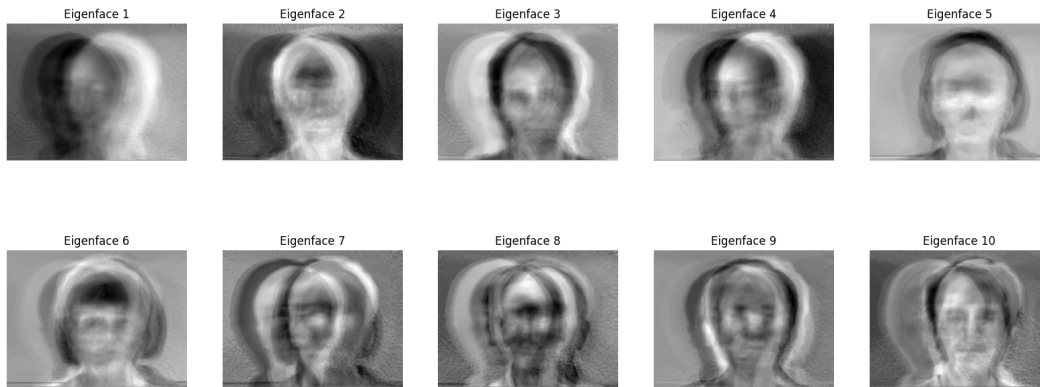 Eigenface 1
Eigenface 2
Eigenface 3
Eigenface 4
Eigenface 5
Eigenface 6
Eigenface 7
Eigenface 8
Eigenface 9
Eigenface 10